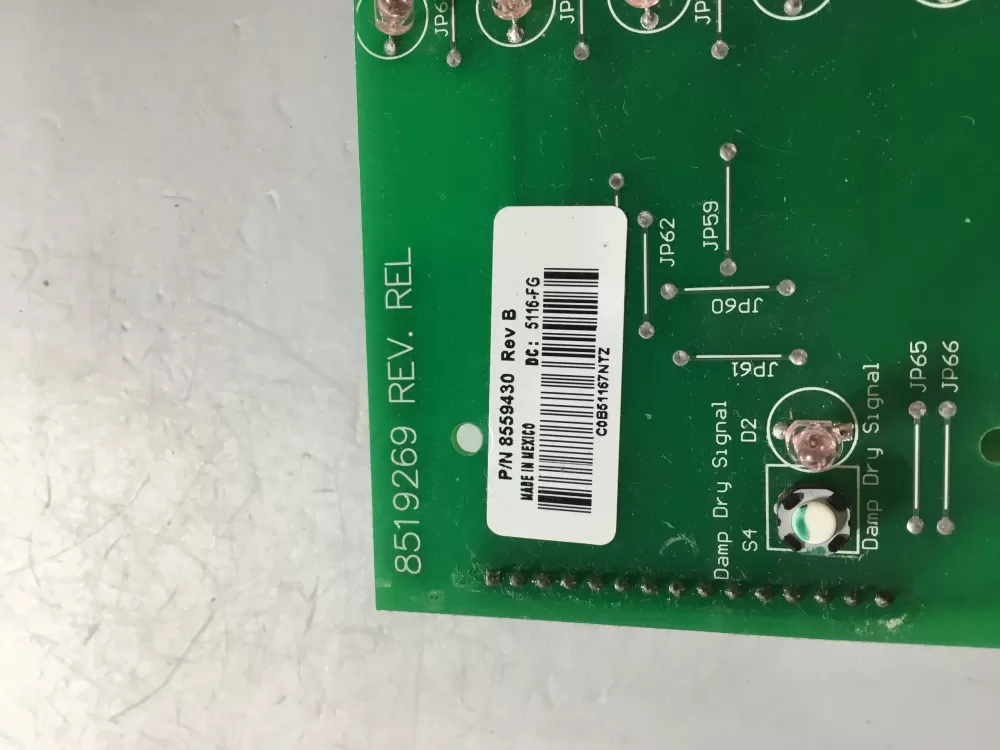 8519269 REV. REL
P/N 8559430 Rev B
MADE IN MEXICO DC: 5116-FG
C0B51167NTZ
JP62
JP59
JP60
JP61
Damp Dry Signal
S4 D2
Damp Dry Signal
JP65
JP66